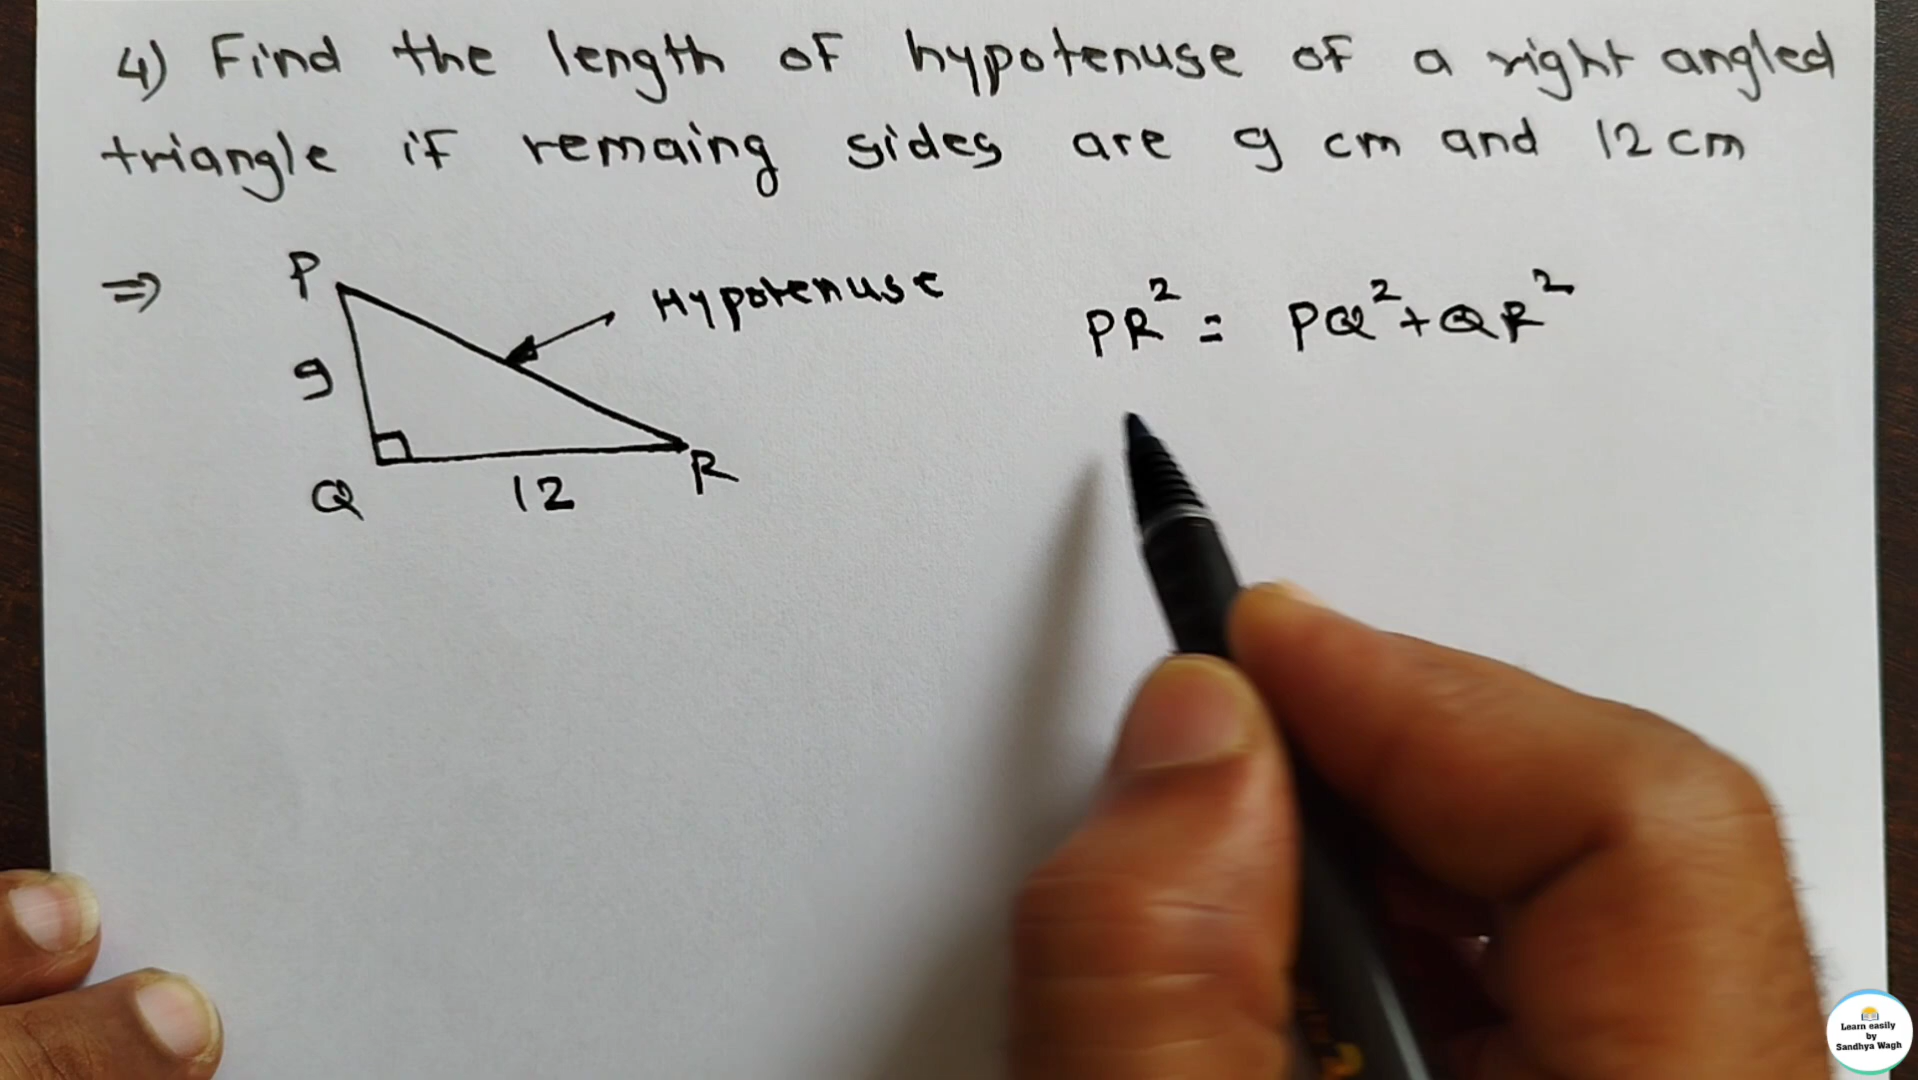 4) Find the length of hypotenuse of a right angled
triangle if remaing sides are 9 cm and 12 cm
⇒
P
Hypotenuse
9
Q
12
R
PR² = PQ² + QR²
Learn easily
by
Sandhya Wagh